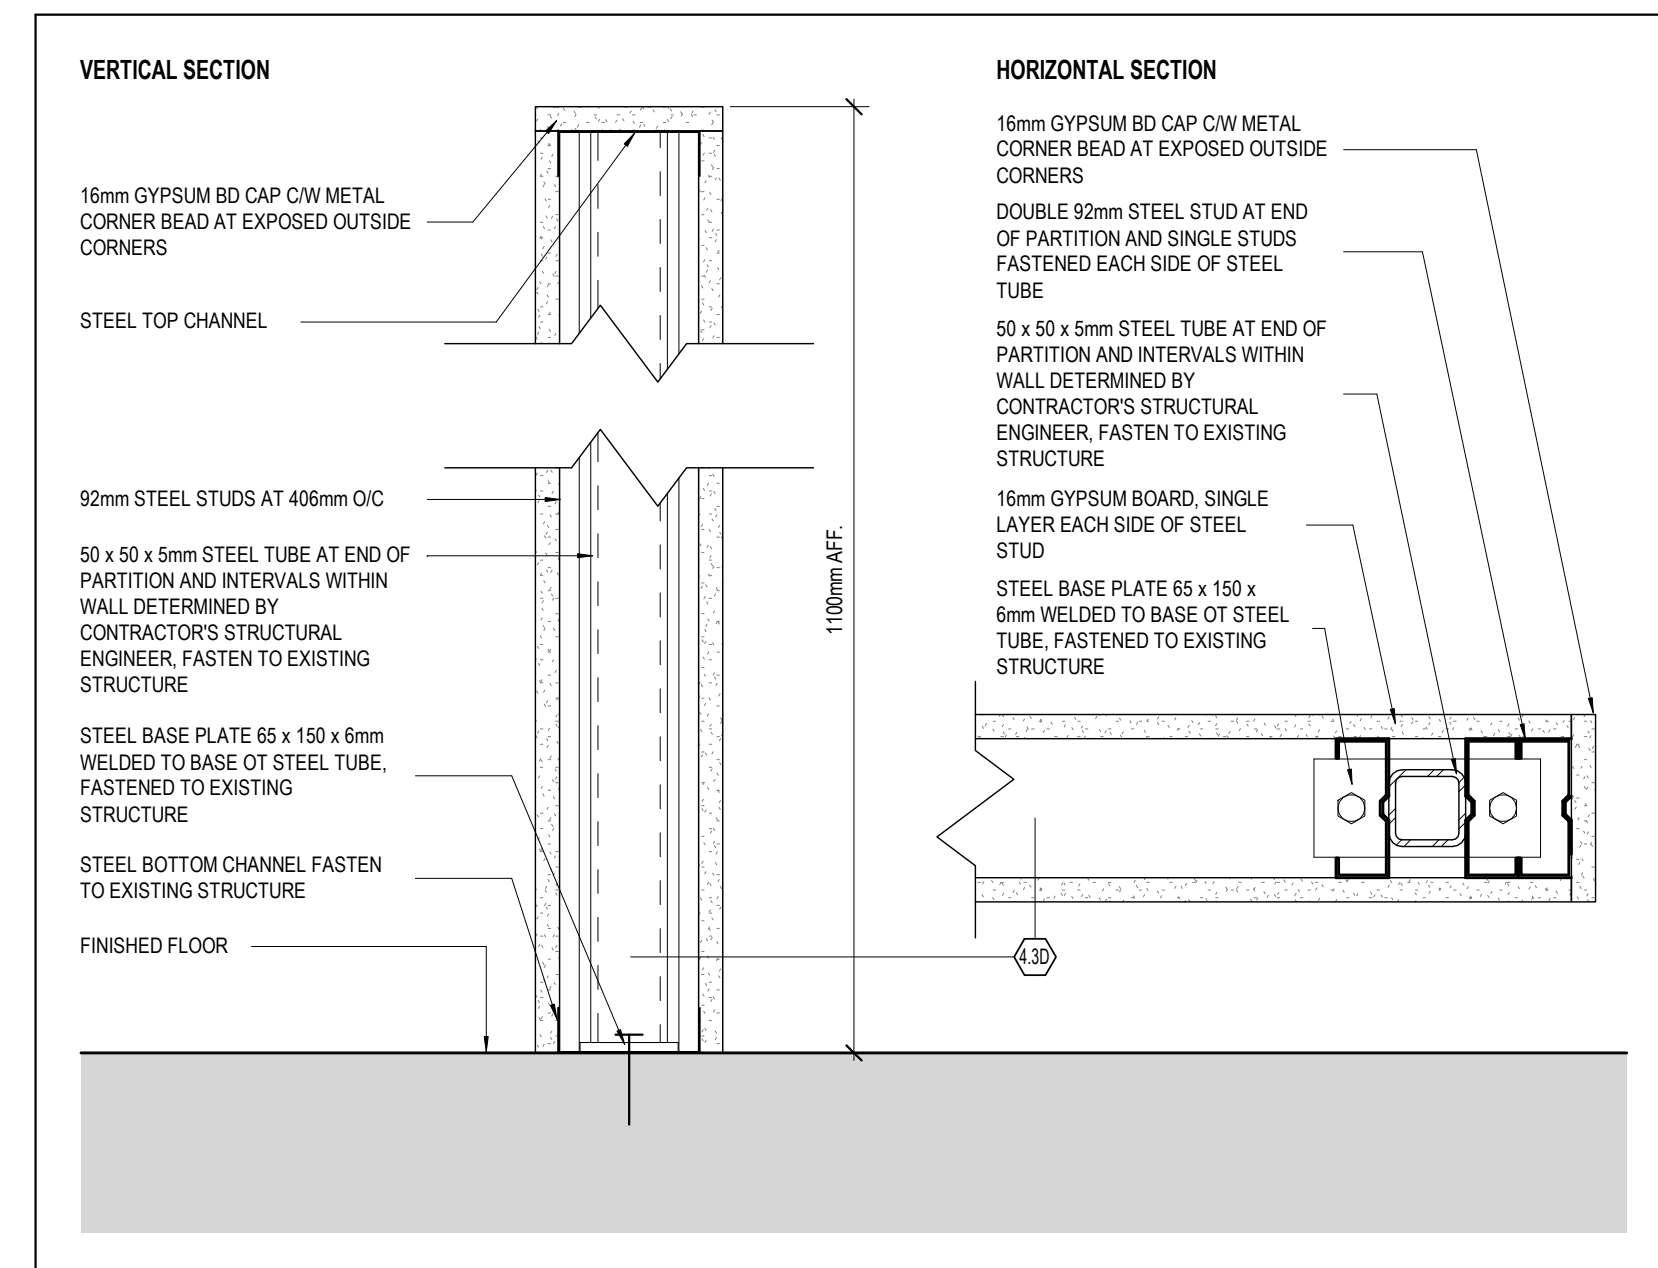 VERTICAL SECTION
16mm GYPSUM BD CAP C/W METAL
CORNER BEAD AT EXPOSED OUTSIDE
CORNERS
STEEL TOP CHANNEL
92mm STEEL STUDS AT 406mm O/C
50 x 50 x 5mm STEEL TUBE AT END OF
PARTITION AND INTERVALS WITHIN
WALL DETERMINED BY
CONTRACTOR'S STRUCTURAL
ENGINEER, FASTEN TO EXISTING
STRUCTURE
STEEL BASE PLATE 65 x 150 x 6mm
WELDED TO BASE OT STEEL TUBE,
FASTENED TO EXISTING
STRUCTURE
STEEL BOTTOM CHANNEL FASTEN
TO EXISTING STRUCTURE
FINISHED FLOOR
1100mm AFF.
HORIZONTAL SECTION
16mm GYPSUM BD CAP C/W METAL
CORNER BEAD AT EXPOSED OUTSIDE
CORNERS
DOUBLE 92mm STEEL STUD AT END
OF PARTITION AND SINGLE STUDS
FASTENED EACH SIDE OF STEEL
TUBE
50 x 50 x 5mm STEEL TUBE AT END OF
PARTITION AND INTERVALS WITHIN
WALL DETERMINED BY
CONTRACTOR'S STRUCTURAL
ENGINEER, FASTEN TO EXISTING
STRUCTURE
16mm GYPSUM BOARD, SINGLE
LAYER EACH SIDE OF STEEL
STUD
STEEL BASE PLATE 65 x 150 x
6mm WELDED TO BASE OT STEEL
TUBE, FASTENED TO EXISTING
STRUCTURE
4.3D